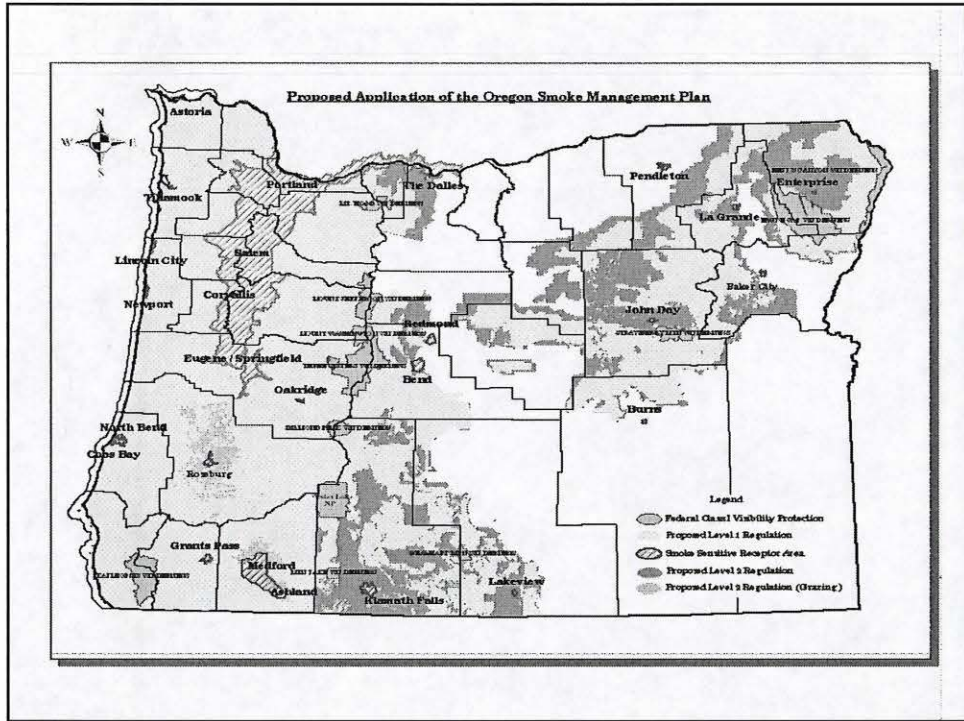 Proposed Application of the Oregon Smoke Management Plan
N
W
E
S
Astoria
Portland
The Dalles
Pendleton
Enterprise
La Grande
Tillamook
Lincoln City
Salem
Newport
Corvallis
Baker City
John Day
Redmond
Eugene / Springfield
Bend
Oakridge
Burns
North Bend
Coos Bay
Roseburg
Grants Pass
Medford
Ashland
Klamath Falls
Lakeview
Legend
Federal Class 1 Visibility Protection
Proposed Level 1 Regulation
Smoke Sensitive Receptor Area
Proposed Level 2 Regulation
Proposed Level 2 Regulation (Grazing)